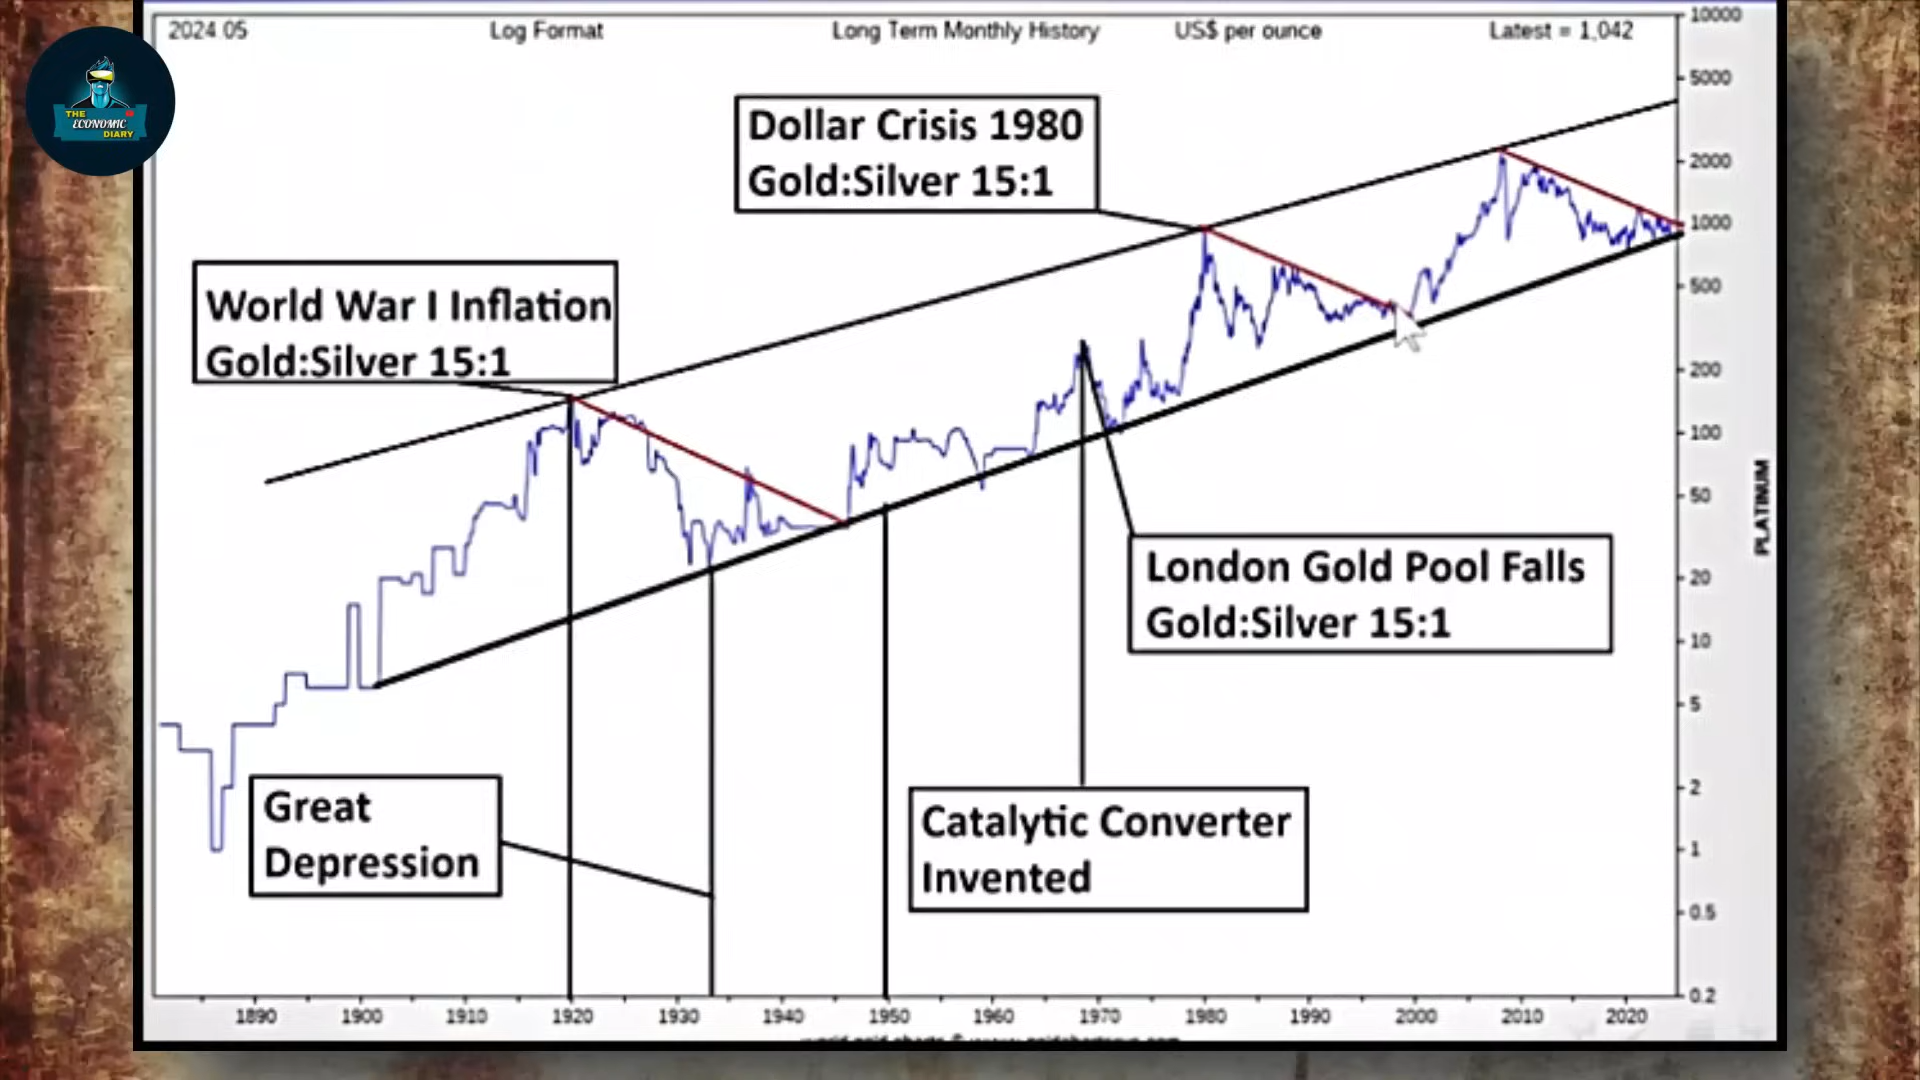 2024.05
Log Format
Long Term Monthly History
US$ per ounce
Latest = 1,042
THE
ECONOMIC
DIARY
Dollar Crisis 1980
Gold:Silver 15:1
World War I Inflation
Gold:Silver 15:1
London Gold Pool Falls
Gold:Silver 15:1
Great
Depression
Catalytic Converter
Invented
10000
5000
2000
1000
500
200
100
50
20
10
5
2
1
0.5
0.2
PLATINUM
1890
1900
1910
1920
1930
1940
1950
1960
1970
1980
1990
2000
2010
2020